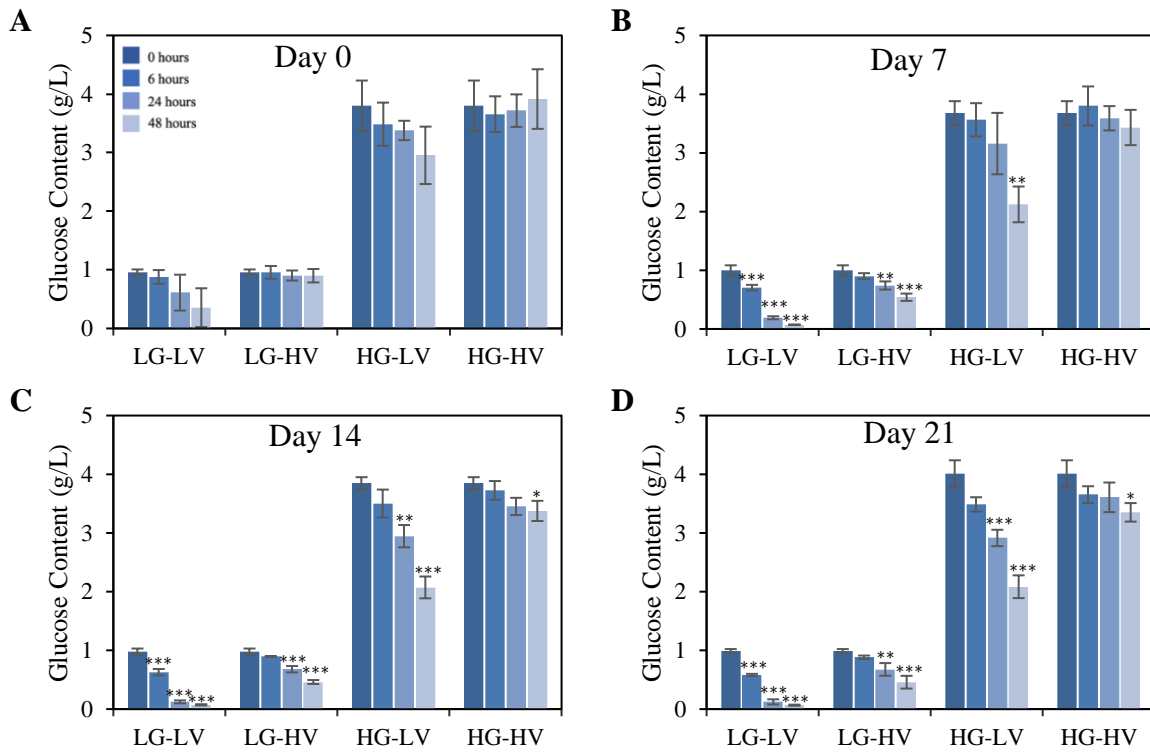 A
Day 0
0 hours
6 hours
24 hours
48 hours
Glucose Content (g/L)
5
4
3
2
1
0
LG-LV LG-HV HG-LV HG-HV
B
Day 7
Glucose Content (g/L)
5
4
3
2
1
0
*** *** *** ** *** **
LG-LV LG-HV HG-LV HG-HV
C
Day 14
Glucose Content (g/L)
5
4
3
2
1
0
*** *** *** *** *** ** *** *
LG-LV LG-HV HG-LV HG-HV
D
Day 21
Glucose Content (g/L)
5
4
3
2
1
0
*** *** *** ** *** *** *** *
LG-LV LG-HV HG-LV HG-HV